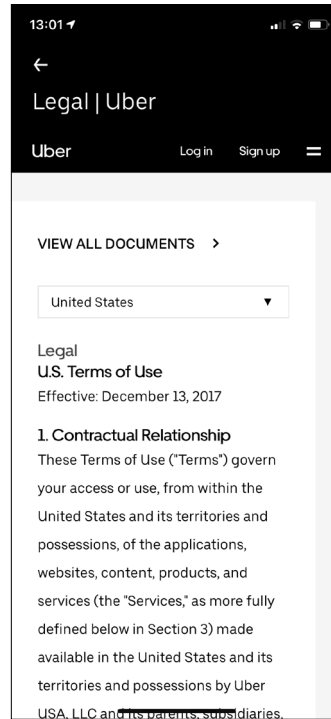 13:01
←
Legal | Uber
Uber Log in Sign up
VIEW ALL DOCUMENTS >
United States ▼
Legal
U.S. Terms of Use
Effective: December 13, 2017
1. Contractual Relationship
These Terms of Use ("Terms") govern
your access or use, from within the
United States and its territories and
possessions, of the applications,
websites, content, products, and
services (the "Services," as more fully
defined below in Section 3) made
available in the United States and its
territories and possessions by Uber
USA, LLC and its parents, subsidiaries,